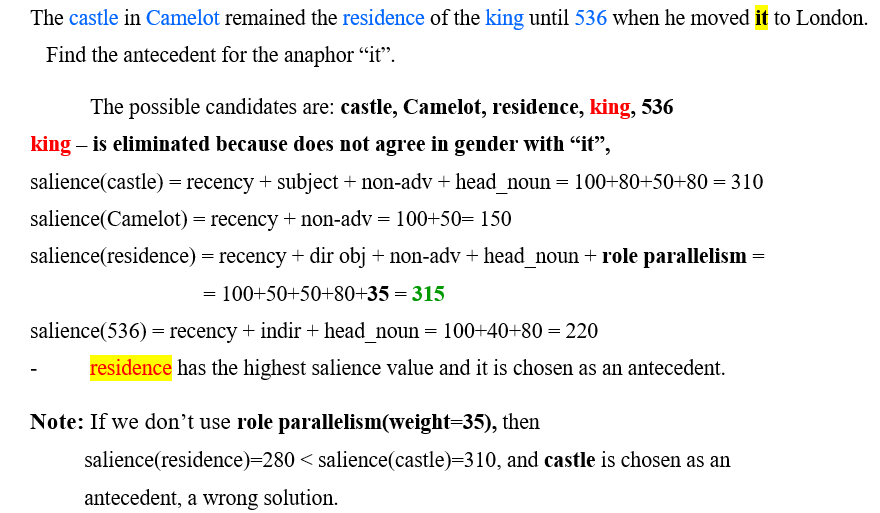 The castle in Camelot remained the residence of the king until 536 when he moved it to London.
Find the antecedent for the anaphor “it”.
The possible candidates are: castle, Camelot, residence, king, 536
king – is eliminated because does not agree in gender with “it”,
salience(castle) = recency + subject + non-adv + head_noun = 100+80+50+80 = 310
salience(Camelot) = recency + non-adv = 100+50= 150
salience(residence) = recency + dir obj + non-adv + head_noun + role parallelism =
= 100+50+50+80+35 = 315
salience(536) = recency + indir + head_noun = 100+40+80 = 220
- residence has the highest salience value and it is chosen as an antecedent.
Note: If we don’t use role parallelism(weight=35), then
salience(residence)=280 < salience(castle)=310, and castle is chosen as an
antecedent, a wrong solution.